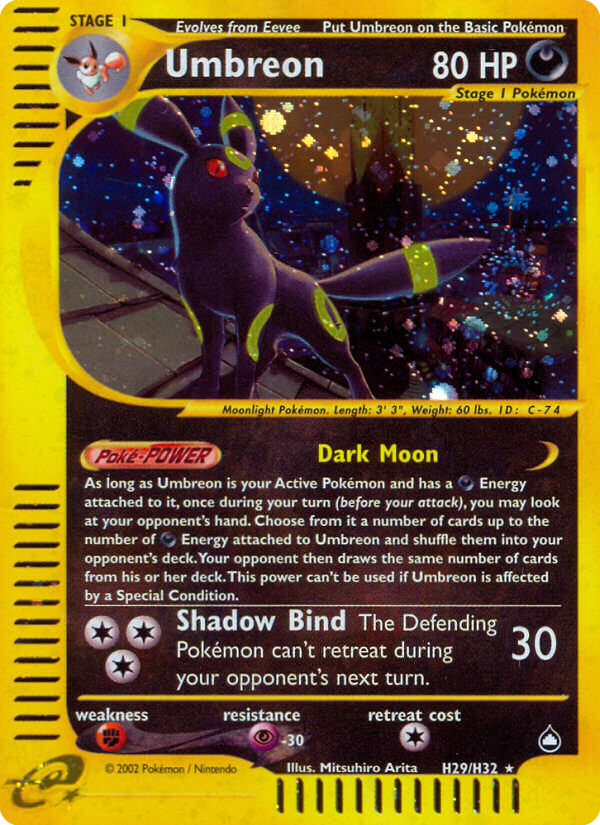 STAGE 1
Evolves from Eevee Put Umbreon on the Basic Pokémon
Umbreon 80 HP
Stage 1 Pokémon
Moonlight Pokémon. Length: 3' 3", Weight: 60 lbs. ID: C-74
Poké-POWER Dark Moon
As long as Umbreon is your Active Pokémon and has a Energy
attached to it, once during your turn (before your attack), you may look
at your opponent's hand. Choose from it a number of cards up to the
number of Energy attached to Umbreon and shuffle them into your
opponent's deck. Your opponent then draws the same number of cards
from his or her deck. This power can't be used if Umbreon is affected
by a Special Condition.
Shadow Bind The Defending
Pokémon can't retreat during
your opponent's next turn.
30
weakness resistance retreat cost
-30
© 2002 Pokémon / Nintendo Illus. Mitsuhiro Arita H29/H32 ★
e